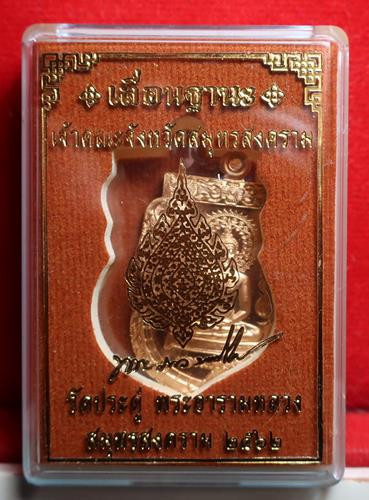 เลื่อนฐานะ
เจ้าคณะจังหวัดสมุทรสงคราม
วัดประดู่ พระอารามหลวง
สมุทรสงคราม ๒๕๖๒